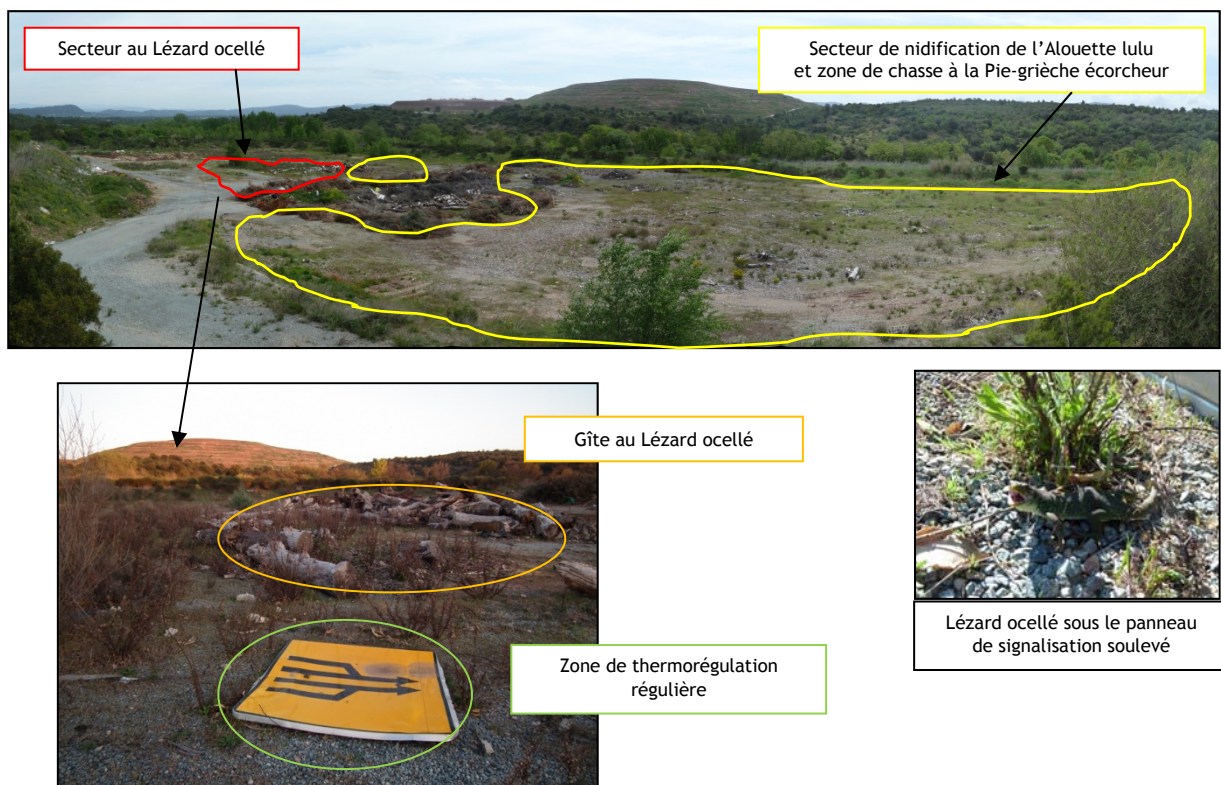 Secteur au Lézard ocellé
Secteur de nidification de l'Alouette lulu
et zone de chasse à la Pie-grièche écorcheur
Gîte au Lézard ocellé
Zone de thermorégulation
régulière
Lézard ocellé sous le panneau
de signalisation soulevé